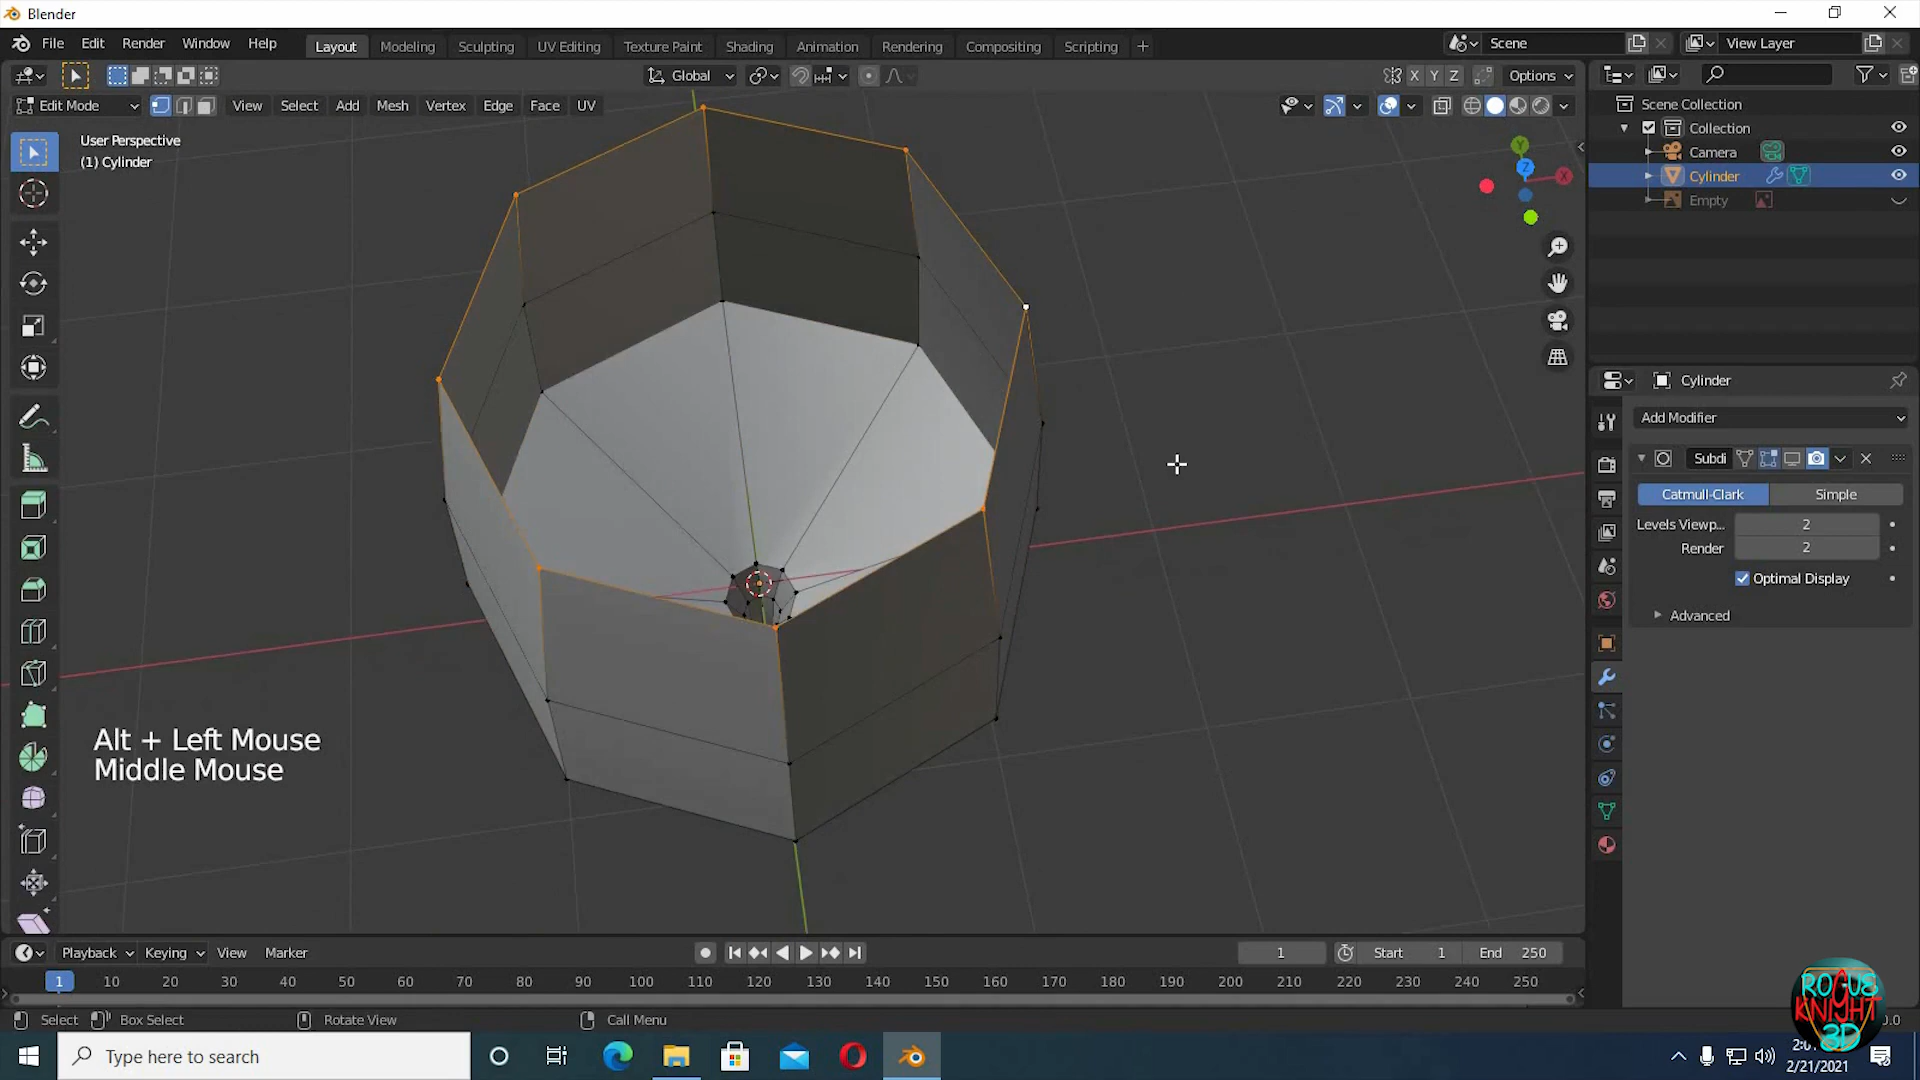 Blender
File Edit Render Window Help Layout Modeling Sculpting UV Editing Texture Paint Shading Animation Rendering Compositing Scripting + Scene View Layer
Global X Y Z Options
Edit Mode View Select Add Mesh Vertex Edge Face UV
User Perspective
(1) Cylinder
Y
Z
X
Scene Collection
Collection
Camera
Cylinder
Empty
Cylinder
Add Modifier
Subdi
Catmull-Clark Simple
Levels Viewp... 2
Render 2
Optimal Display
Advanced
Alt + Left Mouse
Middle Mouse
Playback Keying View Marker 1 Start 1 End 250
1 10 20 30 40 50 60 70 80 90 100 110 120 130 140 150 160 170 180 190 200 210 220 230 240 250
Select Box Select Rotate View Call Menu
ROGUE
KNIGHT
3D
Type here to search
2/21/2021